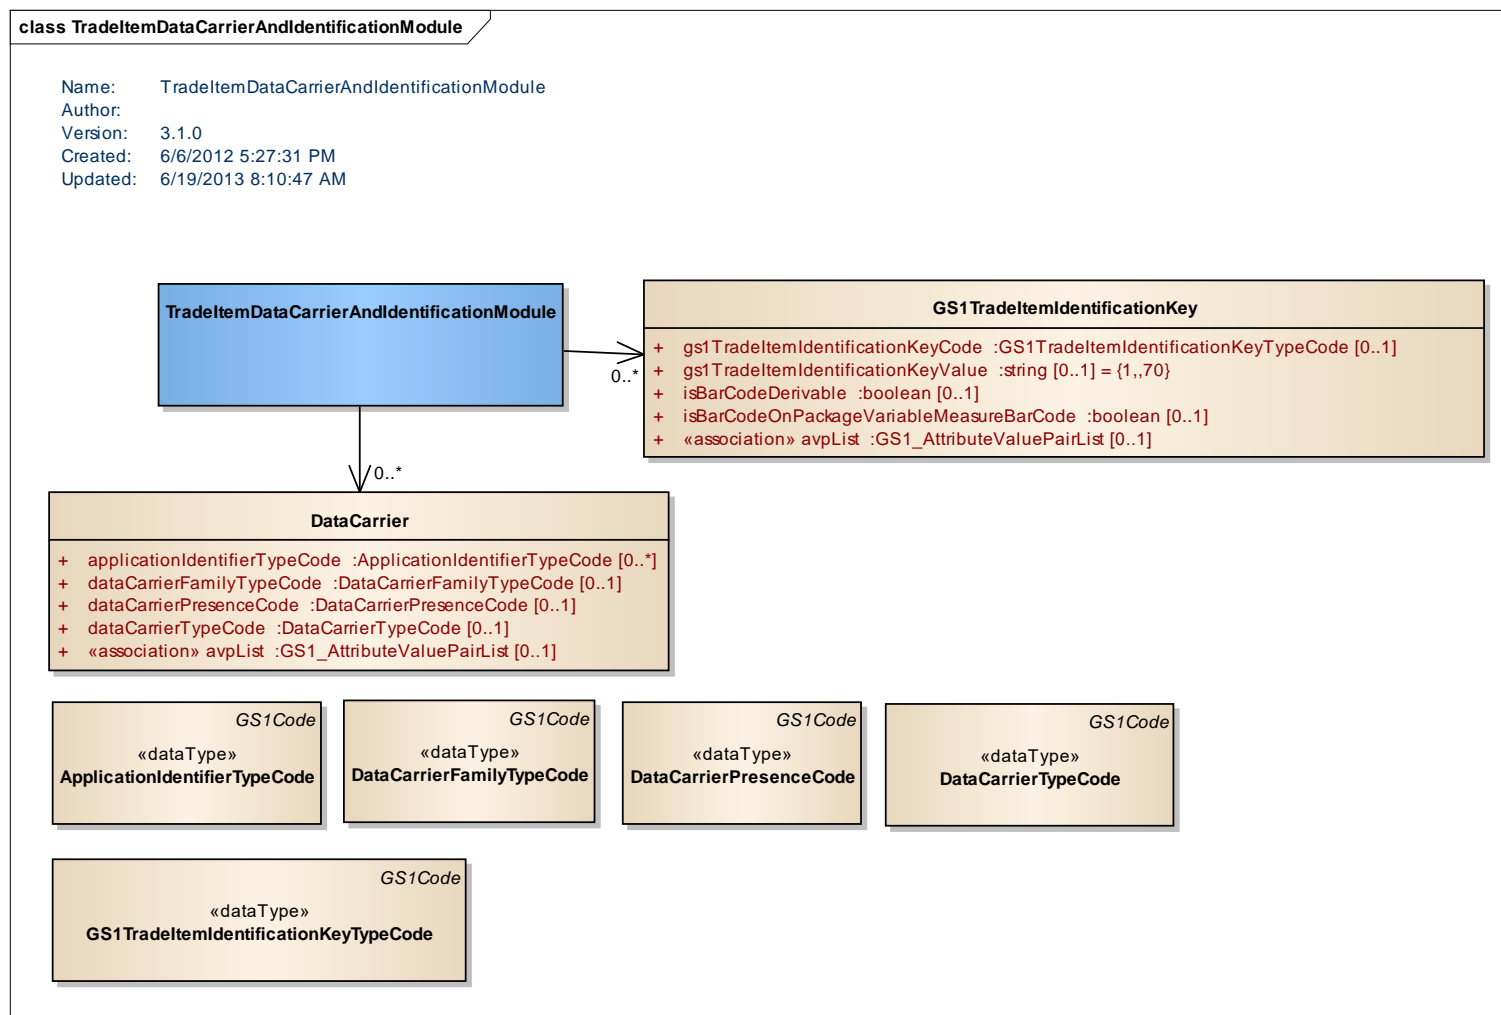 class TradeItemDataCarrierAndIdentificationModule
Name: TradeItemDataCarrierAndIdentificationModule
Author:
Version: 3.1.0
Created: 6/6/2012 5:27:31 PM
Updated: 6/19/2013 8:10:47 AM
TradeItemDataCarrierAndIdentificationModule
0..*
GS1TradeItemIdentificationKey
+ gs1TradeItemIdentificationKeyCode :GS1TradeItemIdentificationKeyTypeCode [0..1]
+ gs1TradeItemIdentificationKeyValue :string [0..1] = {1,,70}
+ isBarCodeDerivable :boolean [0..1]
+ isBarCodeOnPackageVariableMeasureBarCode :boolean [0..1]
+ «association» avpList :GS1_AttributeValuePairList [0..1]
0..*
DataCarrier
+ applicationIdentifierTypeCode :ApplicationIdentifierTypeCode [0..*]
+ dataCarrierFamilyTypeCode :DataCarrierFamilyTypeCode [0..1]
+ dataCarrierPresenceCode :DataCarrierPresenceCode [0..1]
+ dataCarrierTypeCode :DataCarrierTypeCode [0..1]
+ «association» avpList :GS1_AttributeValuePairList [0..1]
GS1Code
«dataType»
ApplicationIdentifierTypeCode
GS1Code
«dataType»
DataCarrierFamilyTypeCode
GS1Code
«dataType»
DataCarrierPresenceCode
GS1Code
«dataType»
DataCarrierTypeCode
GS1Code
«dataType»
GS1TradeItemIdentificationKeyTypeCode